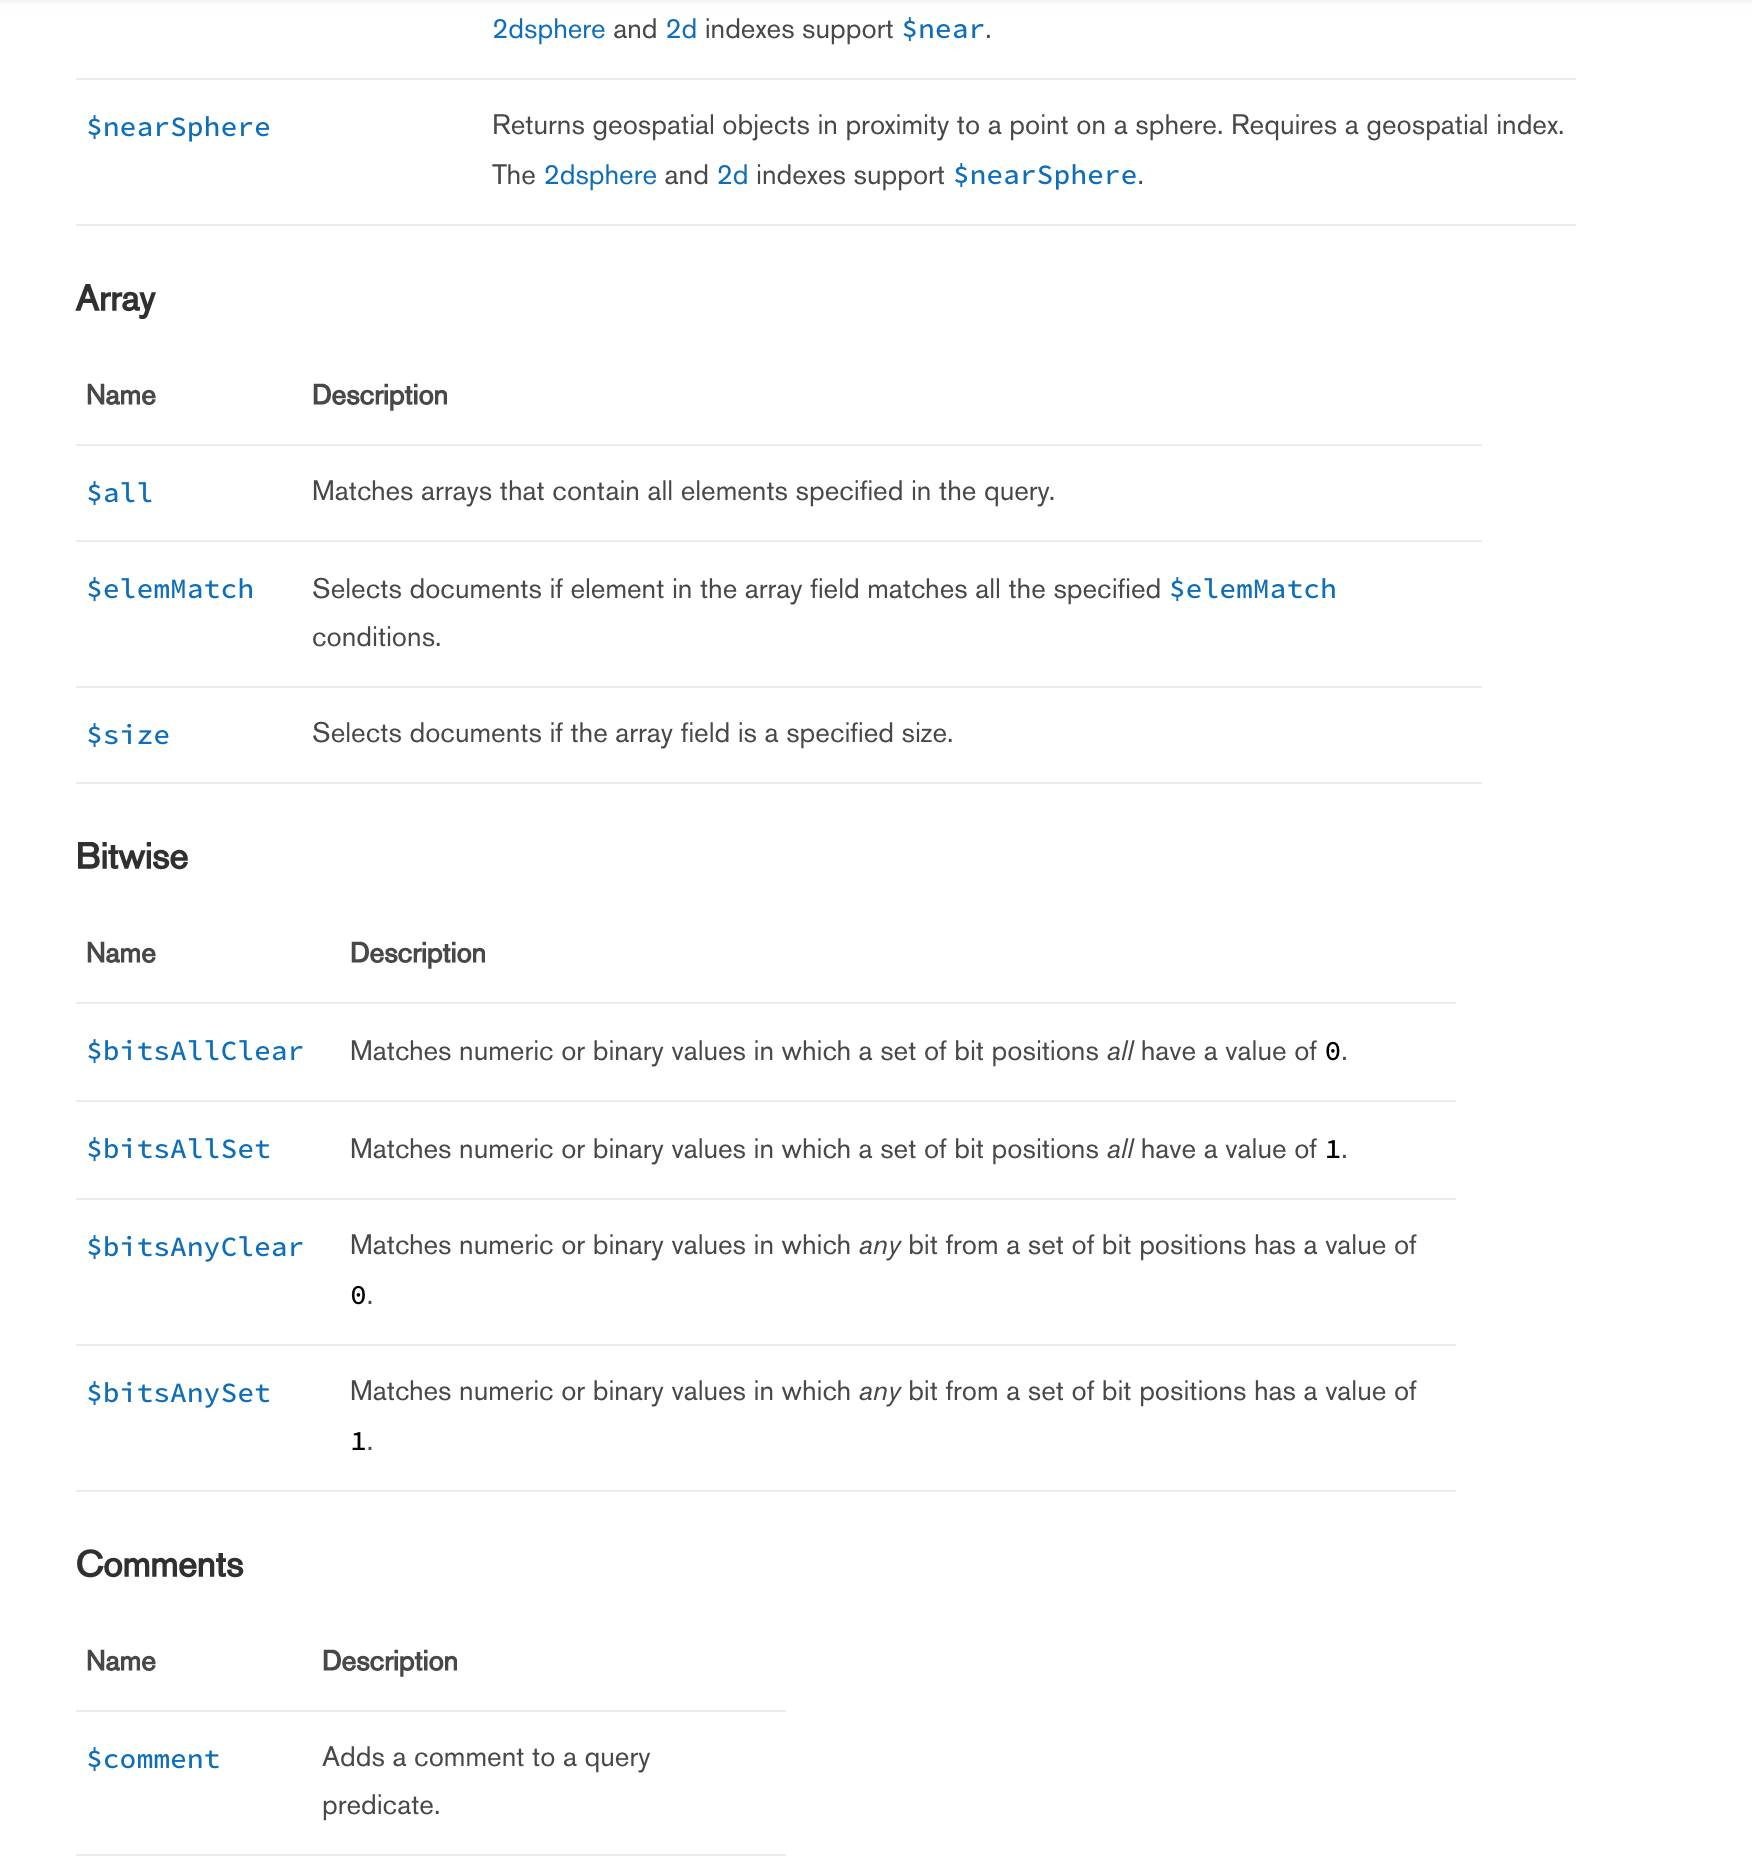 2dsphere and 2d indexes support $near.
$nearSphere Returns geospatial objects in proximity to a point on a sphere. Requires a geospatial index.
The 2dsphere and 2d indexes support $nearSphere.
Array
Name Description
$all Matches arrays that contain all elements specified in the query.
$elemMatch Selects documents if element in the array field matches all the specified $elemMatch
conditions.
$size Selects documents if the array field is a specified size.
Bitwise
Name Description
$bitsAllClear Matches numeric or binary values in which a set of bit positions all have a value of 0.
$bitsAllSet Matches numeric or binary values in which a set of bit positions all have a value of 1.
$bitsAnyClear Matches numeric or binary values in which any bit from a set of bit positions has a value of
0.
$bitsAnySet Matches numeric or binary values in which any bit from a set of bit positions has a value of
1.
Comments
Name Description
$comment Adds a comment to a query
predicate.